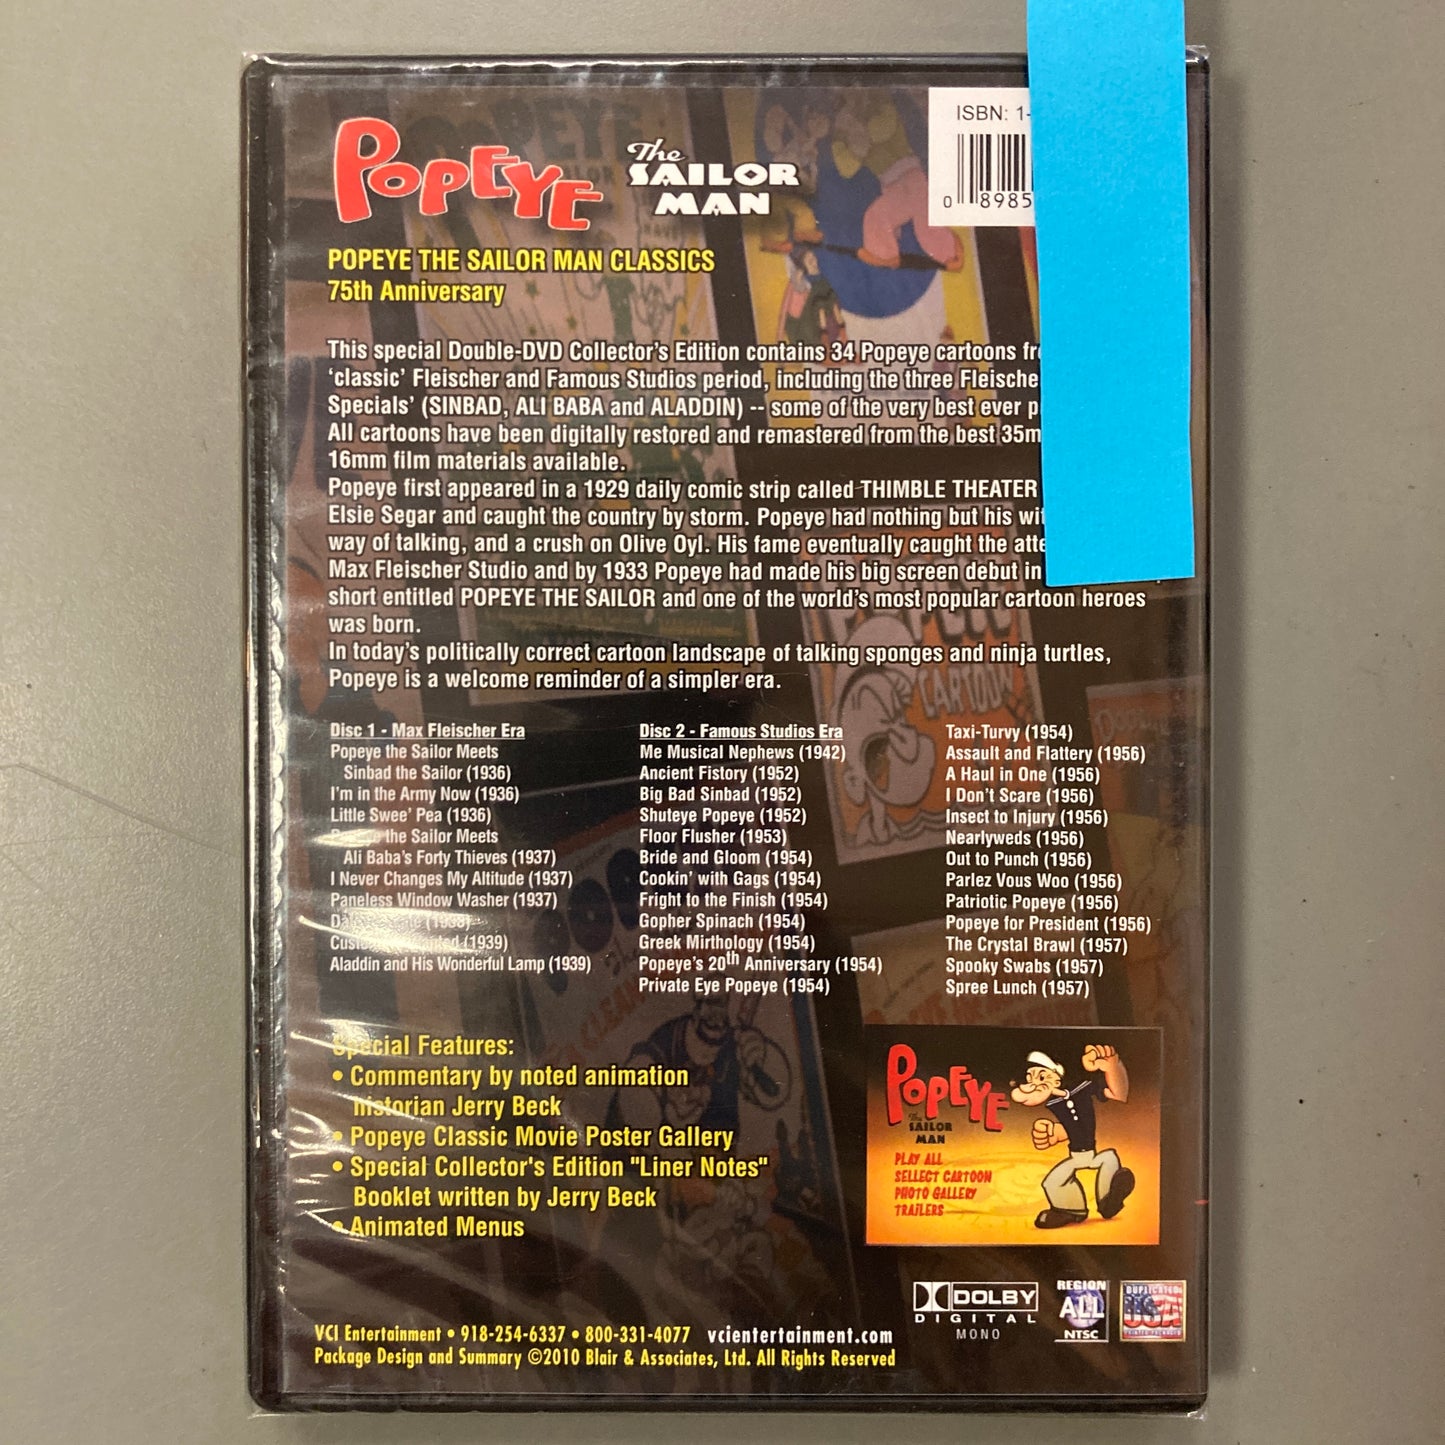 POPEYE The SAILOR MAN
ISBN: 1-
0 8985
POPEYE THE SAILOR MAN CLASSICS
75th Anniversary
This special Double-DVD Collector's Edition contains 34 Popeye cartoons
'classic' Fleischer and Famous Studios period, including the three
Specials' (SINBAD, ALI BABA and ALADDIN) -- some of the very best ever
All cartoons have been digitally restored and remastered from the best
16mm film materials available.
Popeye first appeared in a 1929 daily comic strip called THIMBLE THEATER
Elsie Segar and caught the country by storm. Popeye had nothing but his
way of talking, and a crush on Olive Oyl. His fame eventually caught the
Max Fleischer Studio and by 1933 Popeye had made his big screen debut in
short entitled POPEYE THE SAILOR and one of the world's most popular cartoon heroes
was born.
In today's politically correct cartoon landscape of talking sponges and ninja turtles,
Popeye is a welcome reminder of a simpler era.
Disc 1 - Max Fleischer Era
Popeye the Sailor Meets
Sinbad the Sailor (1936)
I'm in the Army Now (1936)
Little Swee' Pea (1936)
Popeye the Sailor Meets
Ali Baba's Forty Thieves (1937)
I Never Changes My Altitude (1937)
Paneless Window Washer (1937)
(1938)
(1939)
Aladdin and His Wonderful Lamp (1939)
Disc 2 - Famous Studios Era
Me Musical Nephews (1942)
Ancient Fistory (1952)
Big Bad Sinbad (1952)
Shuteye Popeye (1952)
Floor Flusher (1953)
Bride and Gloom (1954)
Cookin' with Gags (1954)
Fright to the Finish (1954)
Gopher Spinach (1954)
Greek Mirthology (1954)
Popeye's 20th Anniversary (1954)
Private Eye Popeye (1954)
Taxi-Turvy (1954)
Assault and Flattery (1956)
A Haul in One (1956)
I Don't Scare (1956)
Insect to Injury (1956)
Nearlyweds (1956)
Out to Punch (1956)
Parlez Vous Woo (1956)
Patriotic Popeye (1956)
Popeye for President (1956)
The Crystal Brawl (1957)
Spooky Swabs (1957)
Spree Lunch (1957)
Special Features:
• Commentary by noted animation
historian Jerry Beck
• Popeye Classic Movie Poster Gallery
• Special Collector's Edition "Liner Notes"
Booklet written by Jerry Beck
• Animated Menus
POPEYE
The
SAILOR
MAN
PLAY ALL
SELLECT CARTOON
PHOTO GALLERY
TRAILERS
DOLBY
DIGITAL
MONO
REGION
ALL
NTSC
DUPLICATED
USA
VCI Entertainment • 918-254-6337 • 800-331-4077 vcientertainment.com
Package Design and Summary ©2010 Blair & Associates, Ltd. All Rights Reserved